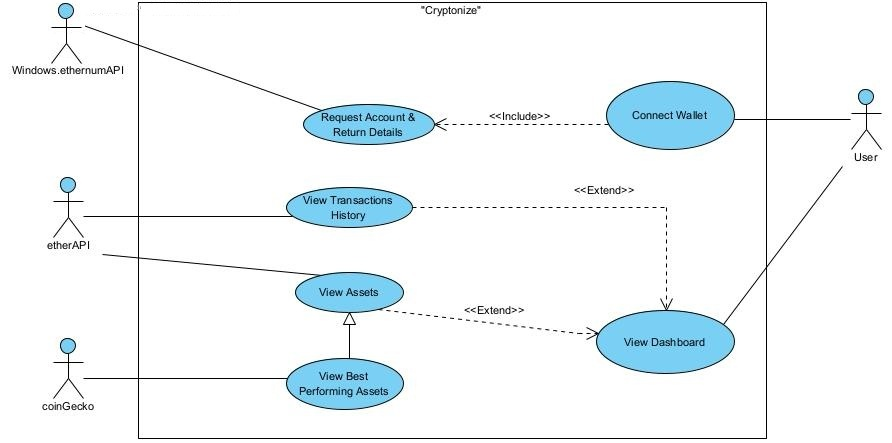 "Cryptonize"
Windows.ethernumAPI
Request Account &
Return Details
<<Include>>
Connect Wallet
User
View Transactions
History
<<Extend>>
etherAPI
View Assets
<<Extend>>
View Dashboard
View Best
Performing Assets
coinGecko